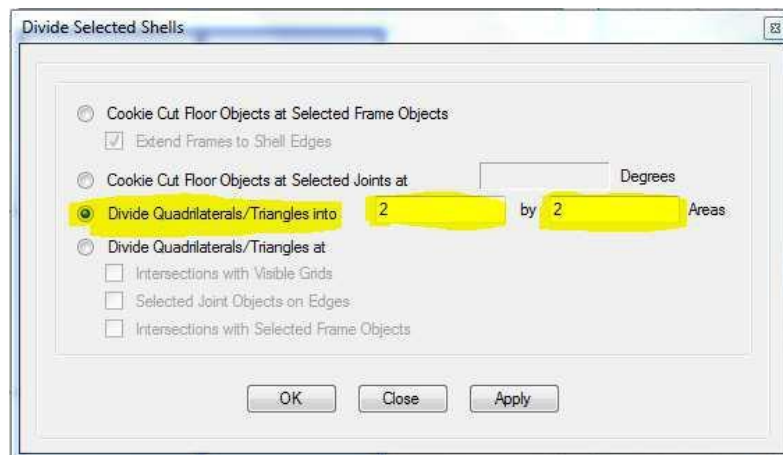 Divide Selected Shells
Cookie Cut Floor Objects at Selected Frame Objects
Extend Frames to Shell Edges
Cookie Cut Floor Objects at Selected Joints at Degrees
Divide Quadrilaterals/Triangles into 2 by 2 Areas
Divide Quadrilaterals/Triangles at
Intersections with Visible Grids
Selected Joint Objects on Edges
Intersections with Selected Frame Objects
OK Close Apply